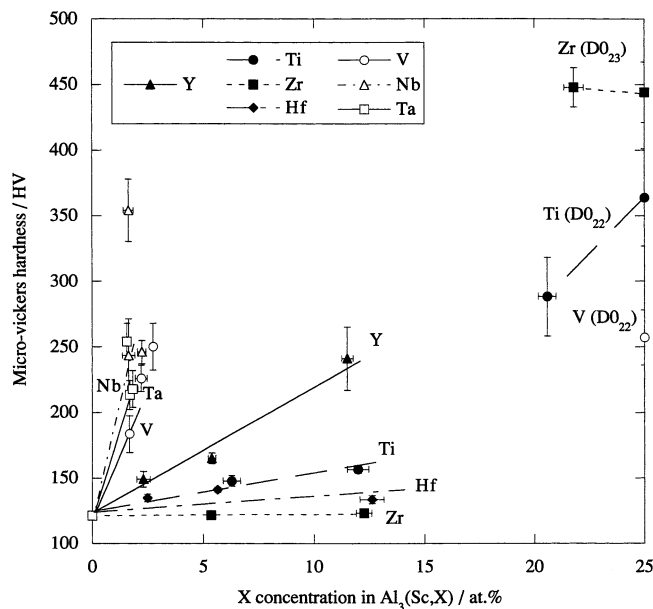 500
450
400
350
300
250
200
150
100
Micro-vickers hardness / HV
Y
Ti
Zr
Hf
V
Nb
Ta
Zr (D0₂₃)
Ti (D0₂₂)
V (D0₂₂)
Nb
Ta
V
Y
Ti
Hf
Zr
0 5 10 15 20 25
X concentration in Al₃(Sc,X) / at.%